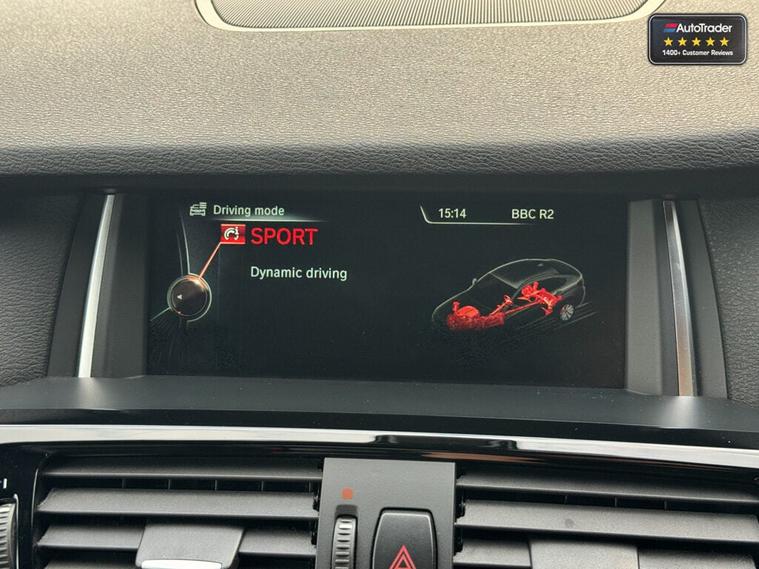 AutoTrader
1400+ Customer Reviews
Driving mode
15:14
BBC R2
SPORT
Dynamic driving